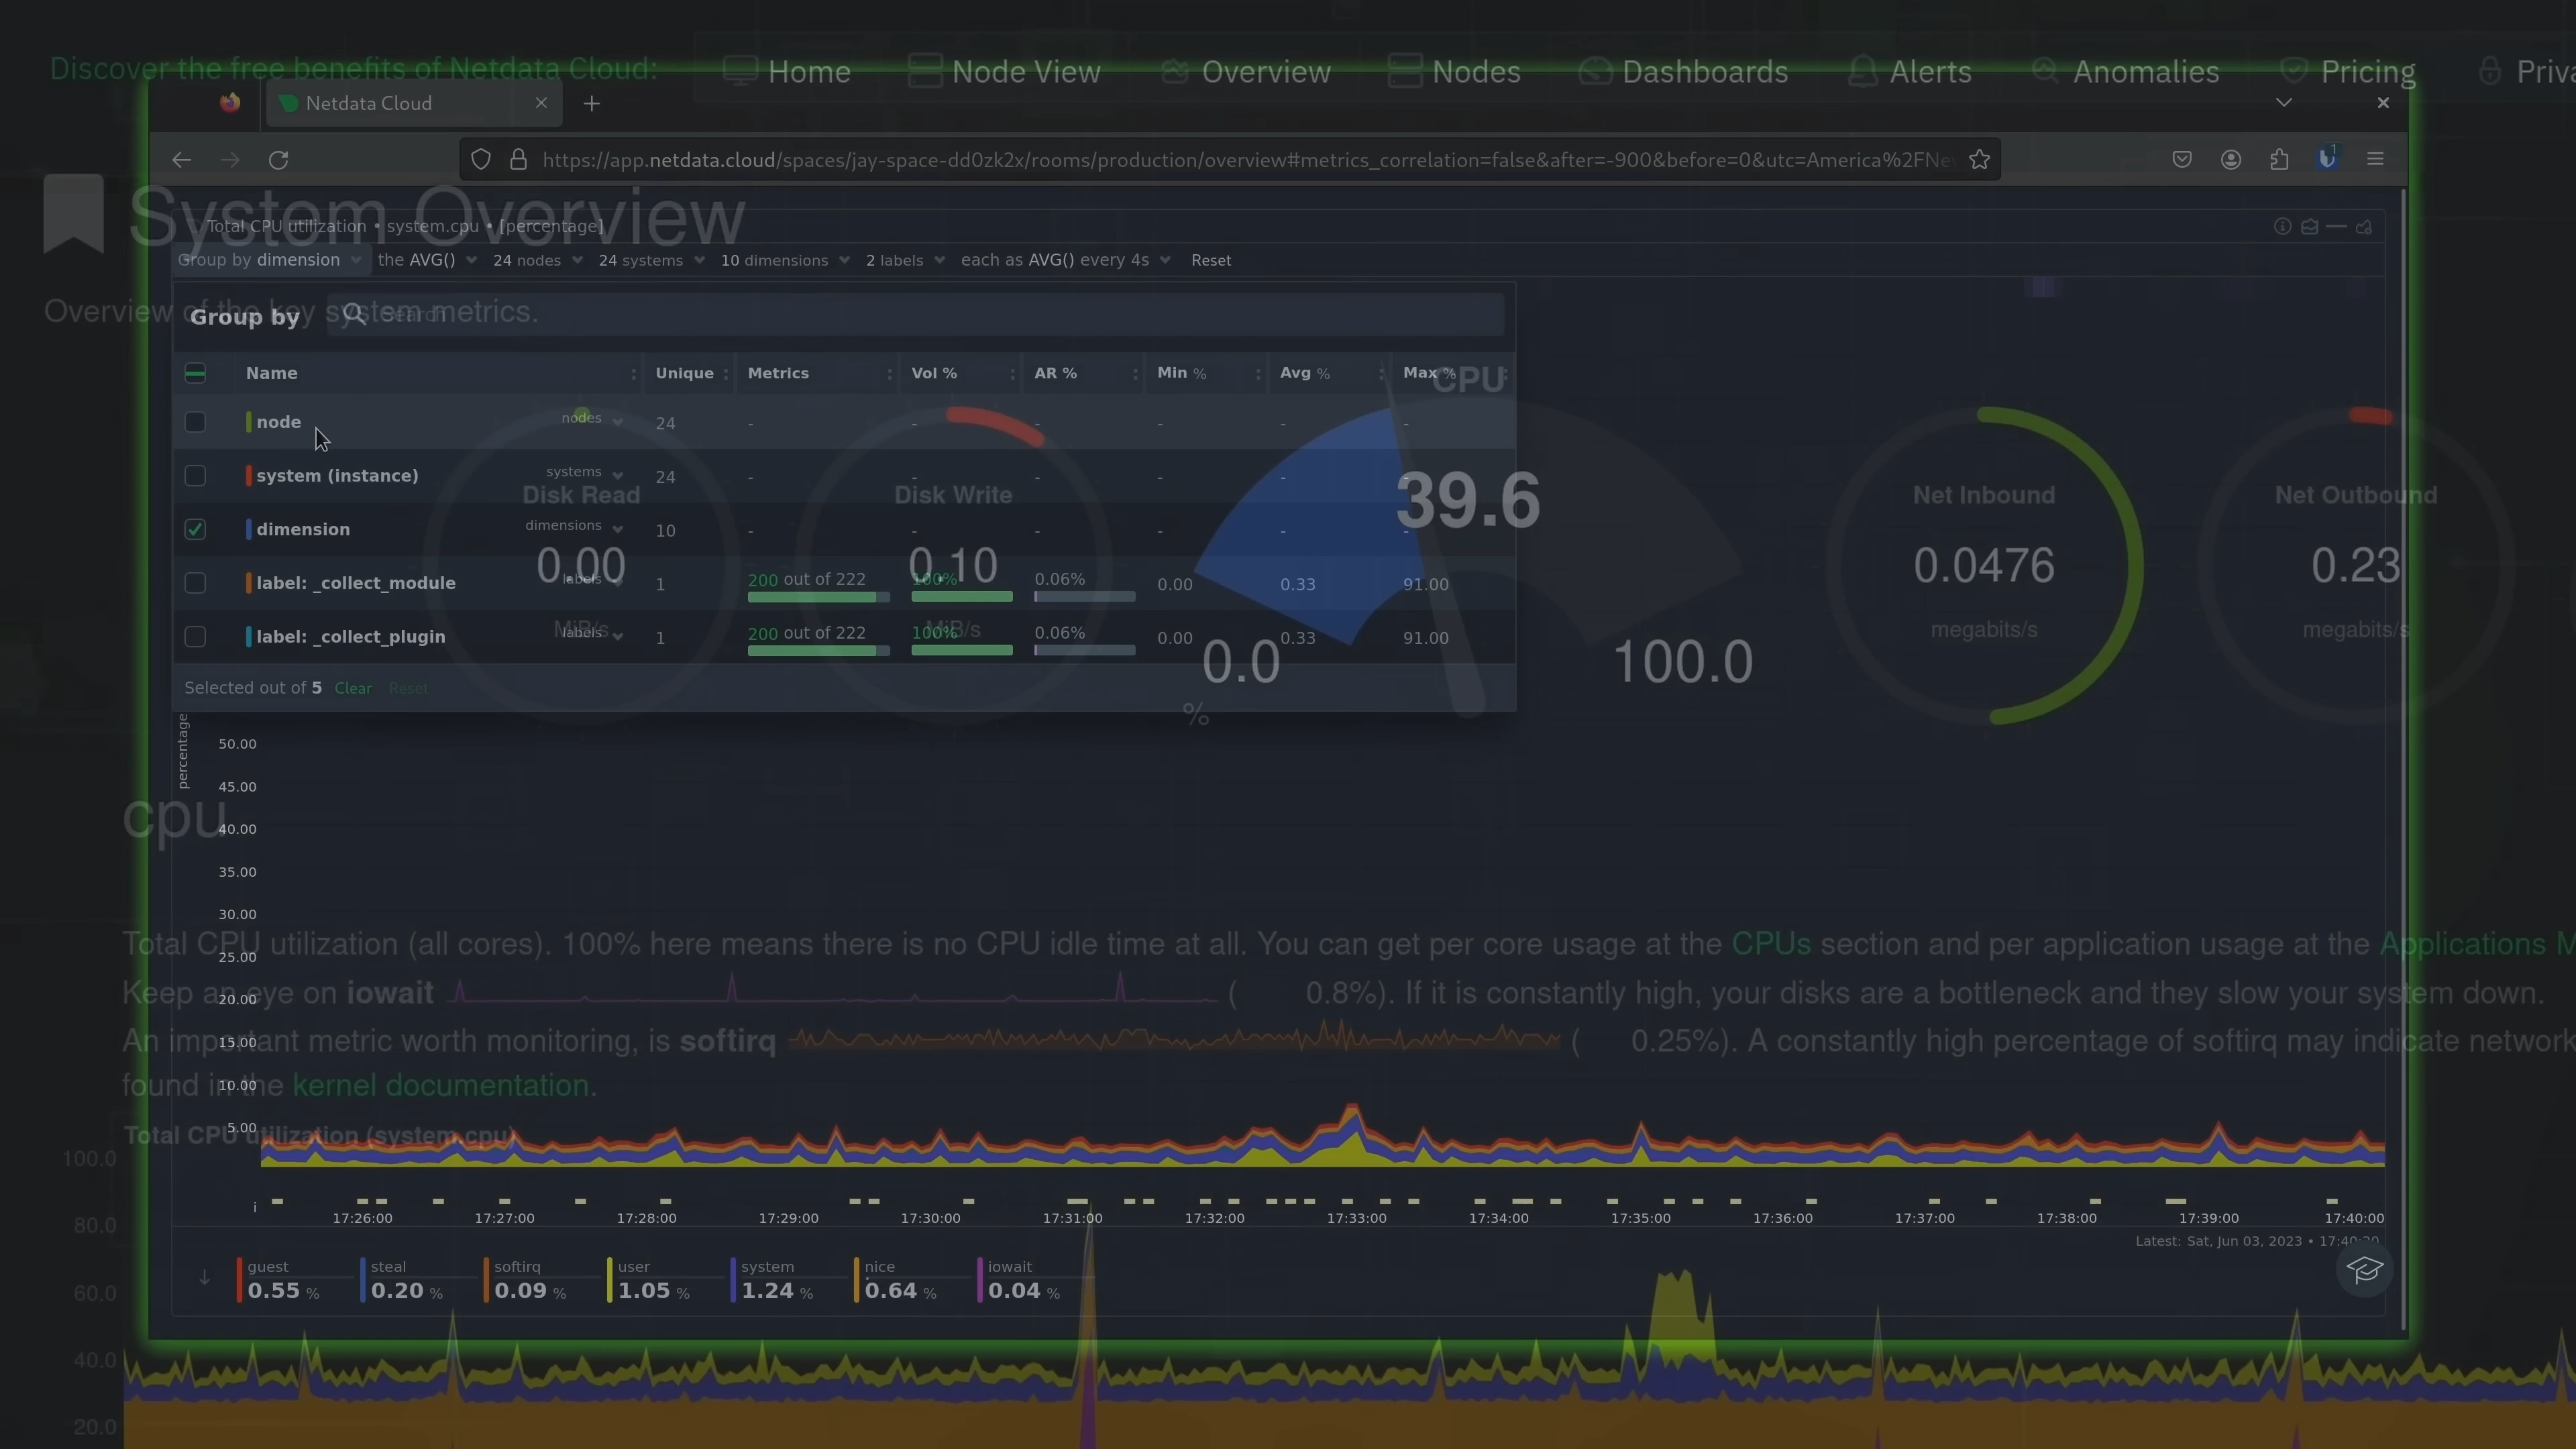 Discover the free benefits of Netdata Cloud: Home Node View Overview Nodes Dashboards Alerts Anomalies Pricing
Netdata Cloud
https://app.netdata.cloud/spaces/jay-space-dd0zk2x/rooms/production/overview#metrics_correlation=false&after=-900&before=0&utc=America%2FNe
1
System Overview
Total CPU utilization • system.cpu • [percentage]
Group by dimension the AVG() 24 nodes 24 systems 10 dimensions 2 labels each as AVG() every 4s Reset
Overview of the key system metrics.
Group by Search
Name Unique Metrics Vol % AR % Min % Avg % Max %
CPU
node nodes 24 - - - - - -
system (instance) systems 24 - - - - - -
Disk Read Disk Write 39.6 Net Inbound Net Outbound
dimension dimensions 10 - - - - - -
0.00 0.10 0.0476 0.23
label: _collect_module labels 1 200 out of 222 100% 0.06% 0.00 0.33 91.00
MiB/s MiB/s megabits/s megabits/s
label: _collect_plugin labels 1 200 out of 222 100% 0.06% 0.00 0.33 91.00
0.0 100.0
Selected out of 5 Clear Reset
%
percentage
50.00
45.00
cpu
40.00
35.00
30.00
Total CPU utilization (all cores). 100% here means there is no CPU idle time at all. You can get per core usage at the CPUs section and per application usage at the Applications
25.00
Keep an eye on iowait ( 0.8%). If it is constantly high, your disks are a bottleneck and they slow your system down.
20.00
An important metric worth monitoring, is softirq ( 0.25%). A constantly high percentage of softirq may indicate network
15.00
found in the kernel documentation.
10.00
5.00
Total CPU utilization (system.cpu)
100.0
i
17:26:00 17:27:00 17:28:00 17:29:00 17:30:00 17:31:00 17:32:00 17:33:00 17:34:00 17:35:00 17:36:00 17:37:00 17:38:00 17:39:00 17:40:00
80.0
Latest: Sat, Jun 03, 2023 • 17:40:20
guest steal softirq user system nice iowait
0.55 % 0.20 % 0.09 % 1.05 % 1.24 % 0.64 % 0.04 %
60.0
40.0
20.0